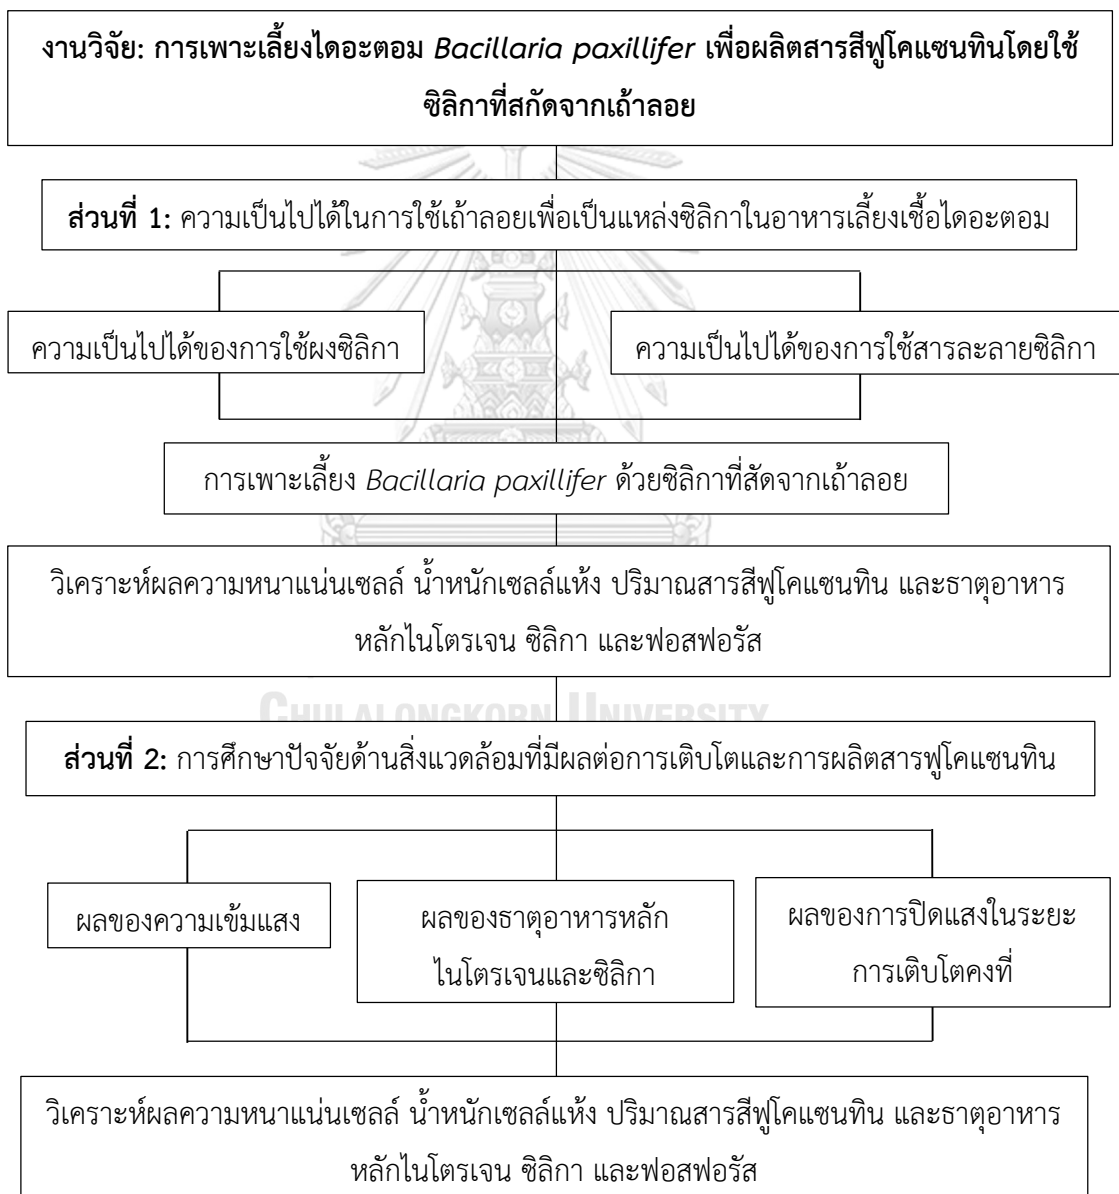 งานวิจัย: การเพาะเลี้ยงไดอะตอม Bacillaria paxillifer เพื่อผลิตสารสีฟูโคแซนทินโดยใช้
ซิลิกาที่สกัดจากเถ้าลอย
ส่วนที่ 1: ความเป็นไปได้ในการใช้เถ้าลอยเพื่อเป็นแหล่งซิลิกาในอาหารเลี้ยงเชื้อไดอะตอม
ความเป็นไปได้ของการใช้ผงซิลิกา
ความเป็นไปได้ของการใช้สารละลายซิลิกา
การเพาะเลี้ยง Bacillaria paxillifer ด้วยซิลิกาที่สัดจากเถ้าลอย
วิเคราะห์ผลความหนาแน่นเซลล์ น้ำหนักเซลล์แห้ง ปริมาณสารสีฟูโคแซนทิน และธาตุอาหาร
หลักไนโตรเจน ซิลิกา และฟอสฟอรัส
CHULALONGKORN UNIVERSITY
ส่วนที่ 2: การศึกษาปัจจัยด้านสิ่งแวดล้อมที่มีผลต่อการเติบโตและการผลิตสารฟูโคแซนทิน
ผลของความเข้มแสง
ผลของธาตุอาหารหลัก
ไนโตรเจนและซิลิกา
ผลของการปิดแสงในระยะ
การเติบโตคงที่
วิเคราะห์ผลความหนาแน่นเซลล์ น้ำหนักเซลล์แห้ง ปริมาณสารสีฟูโคแซนทิน และธาตุอาหาร
หลักไนโตรเจน ซิลิกา และฟอสฟอรัส